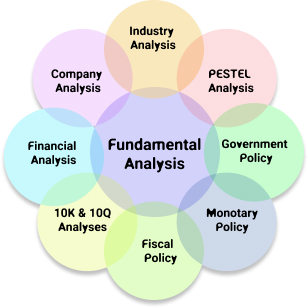 Industry
Analysis
Company
Analysis
PESTEL
Analysis
Fundamental
Analysis
Financial
Analysis
Government
Policy
10K & 10Q
Analyses
Monotary
Policy
Fiscal
Policy